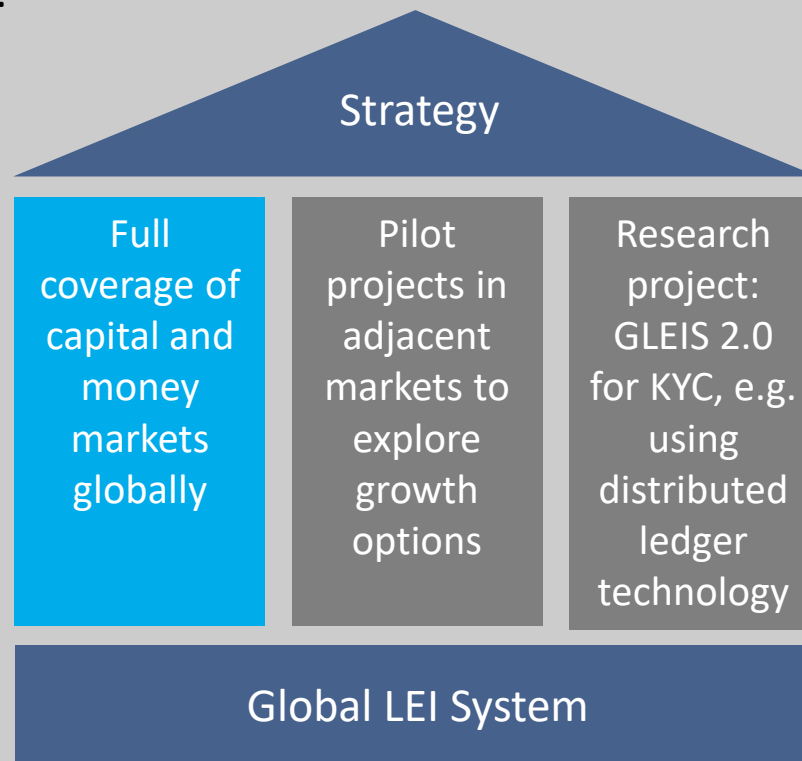 Strategy
Full
coverage of
capital and
money
markets
globally
Pilot
projects in
adjacent
markets to
explore
growth
options
Research
project:
GLEIS 2.0
for KYC, e.g.
using
distributed
ledger
technology
Global LEI System